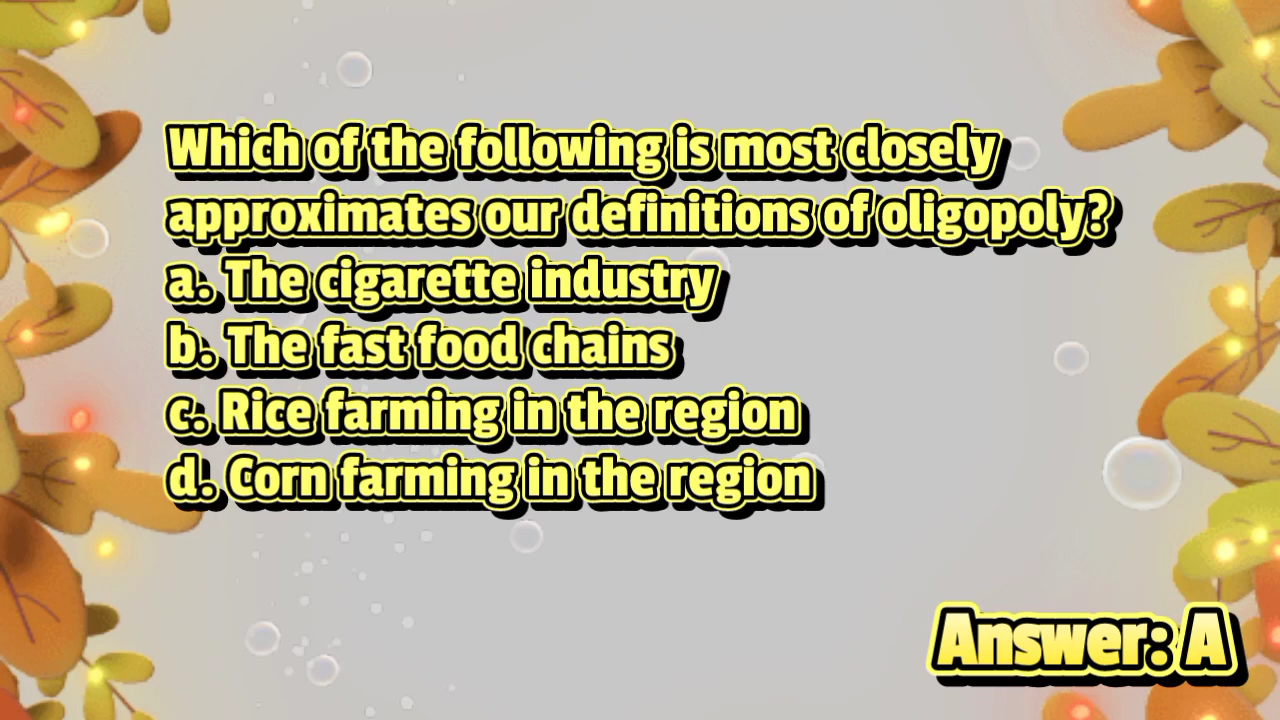 Which of the following is most closely
approximates our definitions of oligopoly?
a. The cigarette industry
b. The fast food chains
c. Rice farming in the region
d. Corn farming in the region
Answer: A